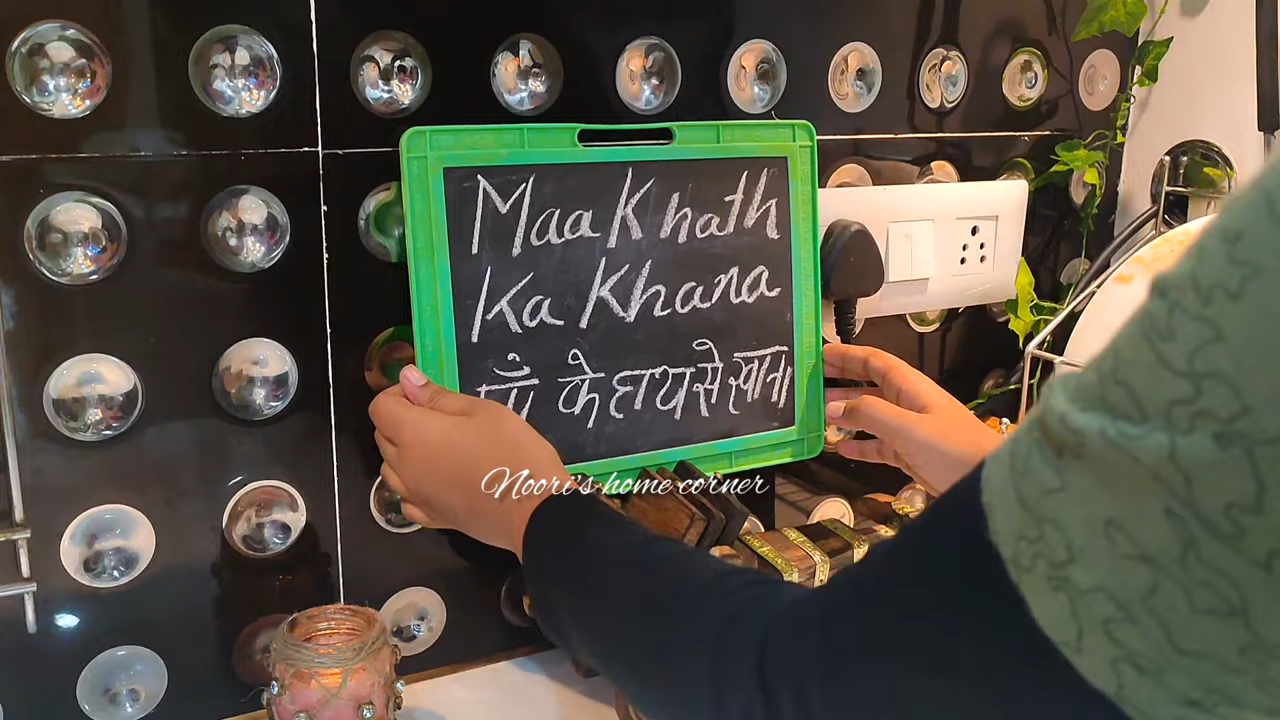 Maa K hath
Ka Khana
माँ के हाथ से खाना
Noori's home corner